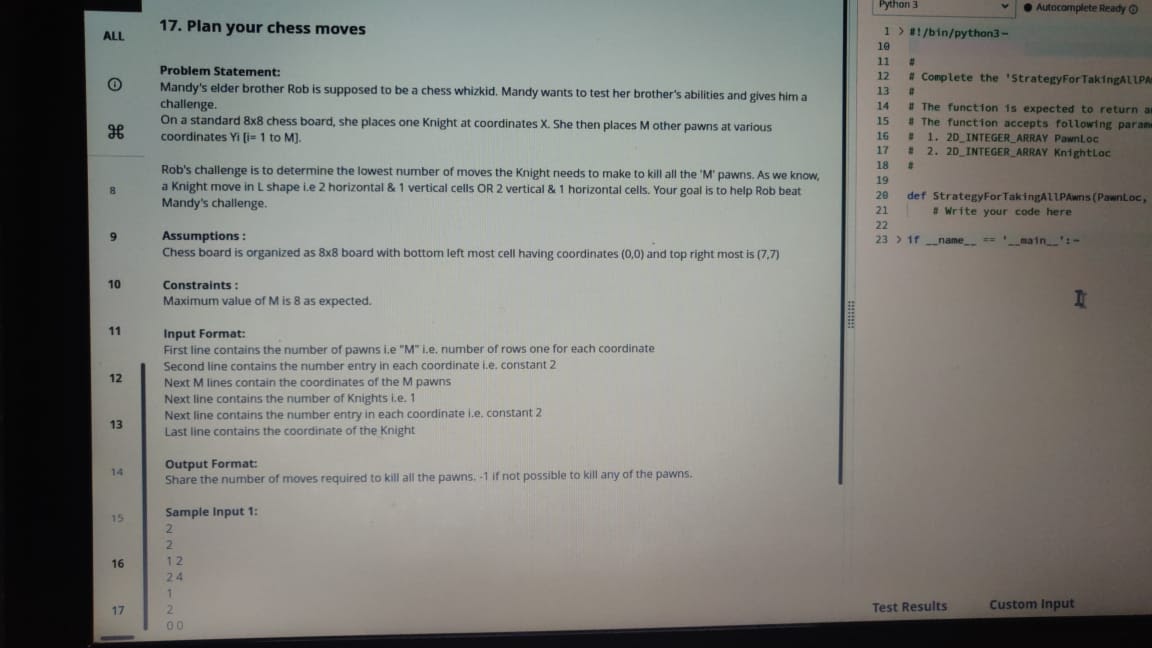 17. Plan your chess moves
ALL
Problem Statement:
Mandy's elder brother Rob is supposed to be a chess whizkid. Mandy wants to test her brother's abilities and gives him a
challenge.
On a standard 8x8 chess board, she places one Knight at coordinates X. She then places M other pawns at various
coordinates Yi [i= 1 to M].
Rob's challenge is to determine the lowest number of moves the Knight needs to make to kill all the 'M' pawns. As we know,
a Knight move in L shape i.e 2 horizontal & 1 vertical cells OR 2 vertical & 1 horizontal cells. Your goal is to help Rob beat
Mandy's challenge.
Assumptions :
Chess board is organized as 8x8 board with bottom left most cell having coordinates (0,0) and top right most is (7,7)
Constraints :
Maximum value of M is 8 as expected.
Input Format:
First line contains the number of pawns i.e "M" i.e. number of rows one for each coordinate
Second line contains the number entry in each coordinate i.e. constant 2
Next M lines contain the coordinates of the M pawns
Next line contains the number of Knights i.e. 1
Next line contains the number entry in each coordinate i.e. constant 2
Last line contains the coordinate of the Knight
Output Format:
Share the number of moves required to kill all the pawns. -1 if not possible to kill any of the pawns.
Sample Input 1:
2
2
1 2
2 4
1
2
0 0
8
9
10
11
12
13
14
15
16
17
Python 3
Autocomplete Ready
1 > #!/bin/python3~
10
11 #
12 # Complete the 'StrategyForTakingAllPA
13 #
14 # The function is expected to return a
15 # The function accepts following param
16 # 1. 2D_INTEGER_ARRAY PawnLoc
17 # 2. 2D_INTEGER_ARRAY KnightLoc
18 #
19
20 def StrategyForTakingAllPAwns(PawnLoc,
21 # Write your code here
22
23 > if __name__ == '__main__':~
Test Results
Custom Input